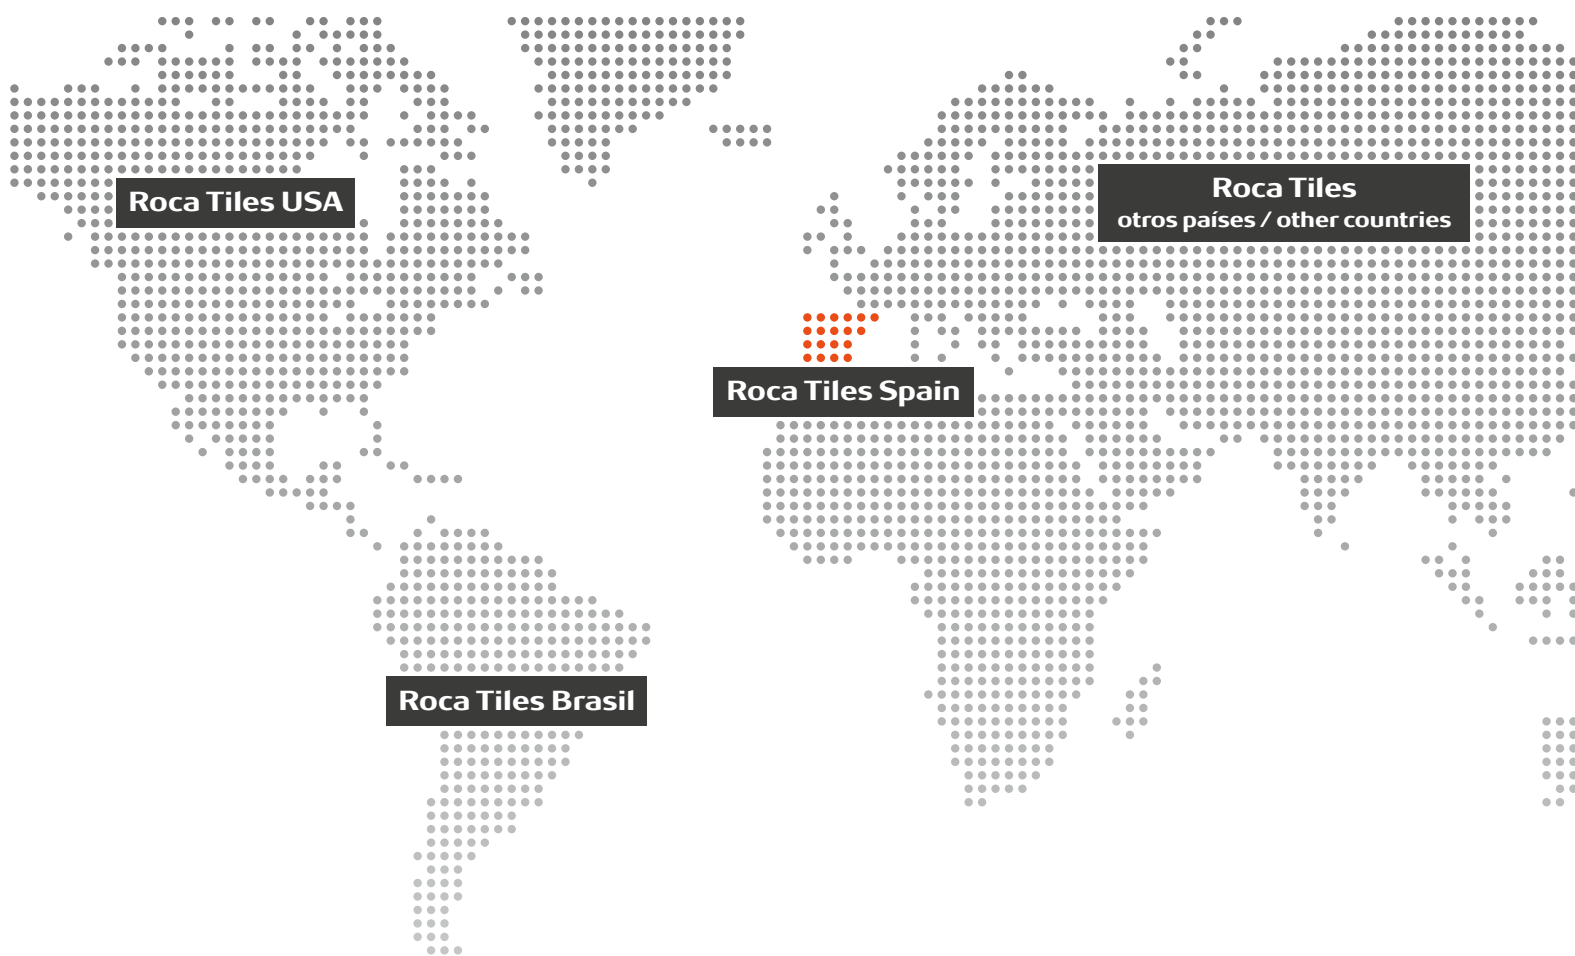 Roca Tiles USA
Roca Tiles
otros países / other countries
Roca Tiles Spain
Roca Tiles Brasil